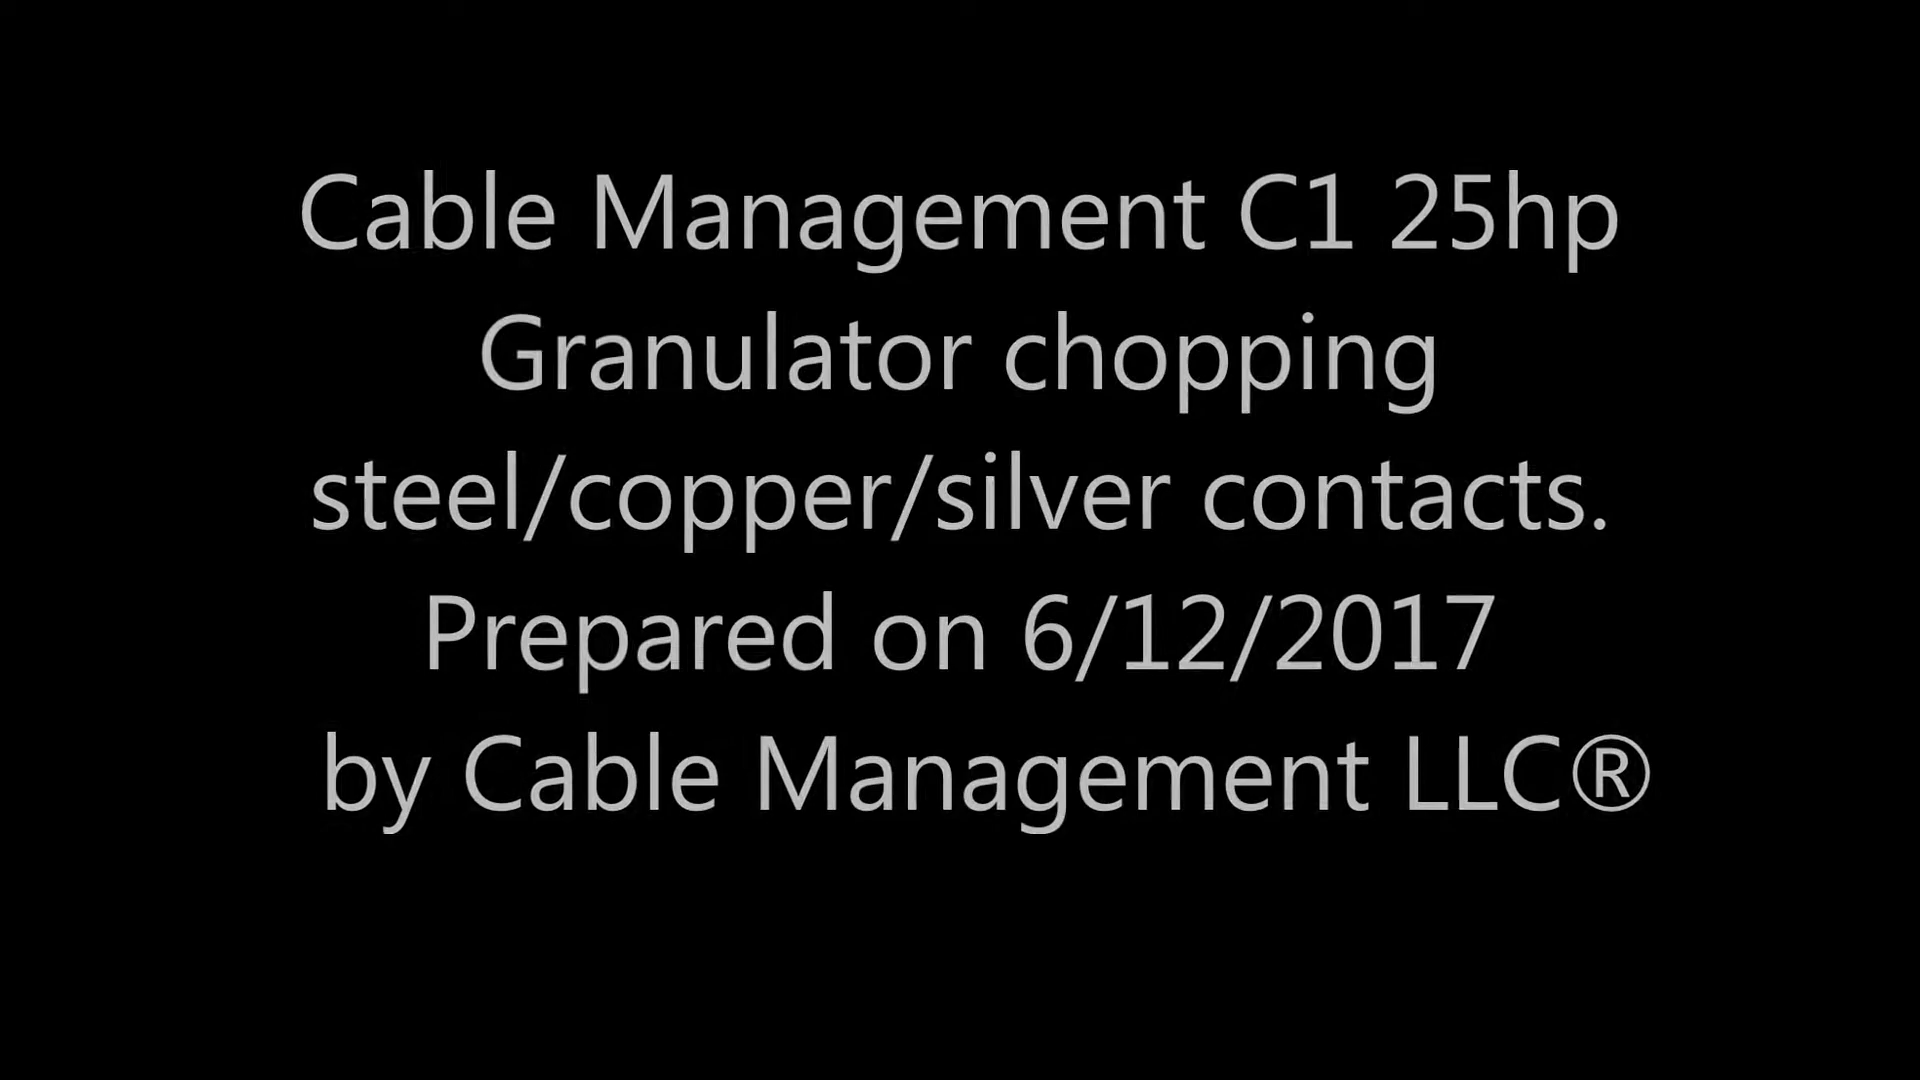 Cable Management C1 25hp
Granulator chopping
steel/copper/silver contacts.
Prepared on 6/12/2017
by Cable Management LLC®